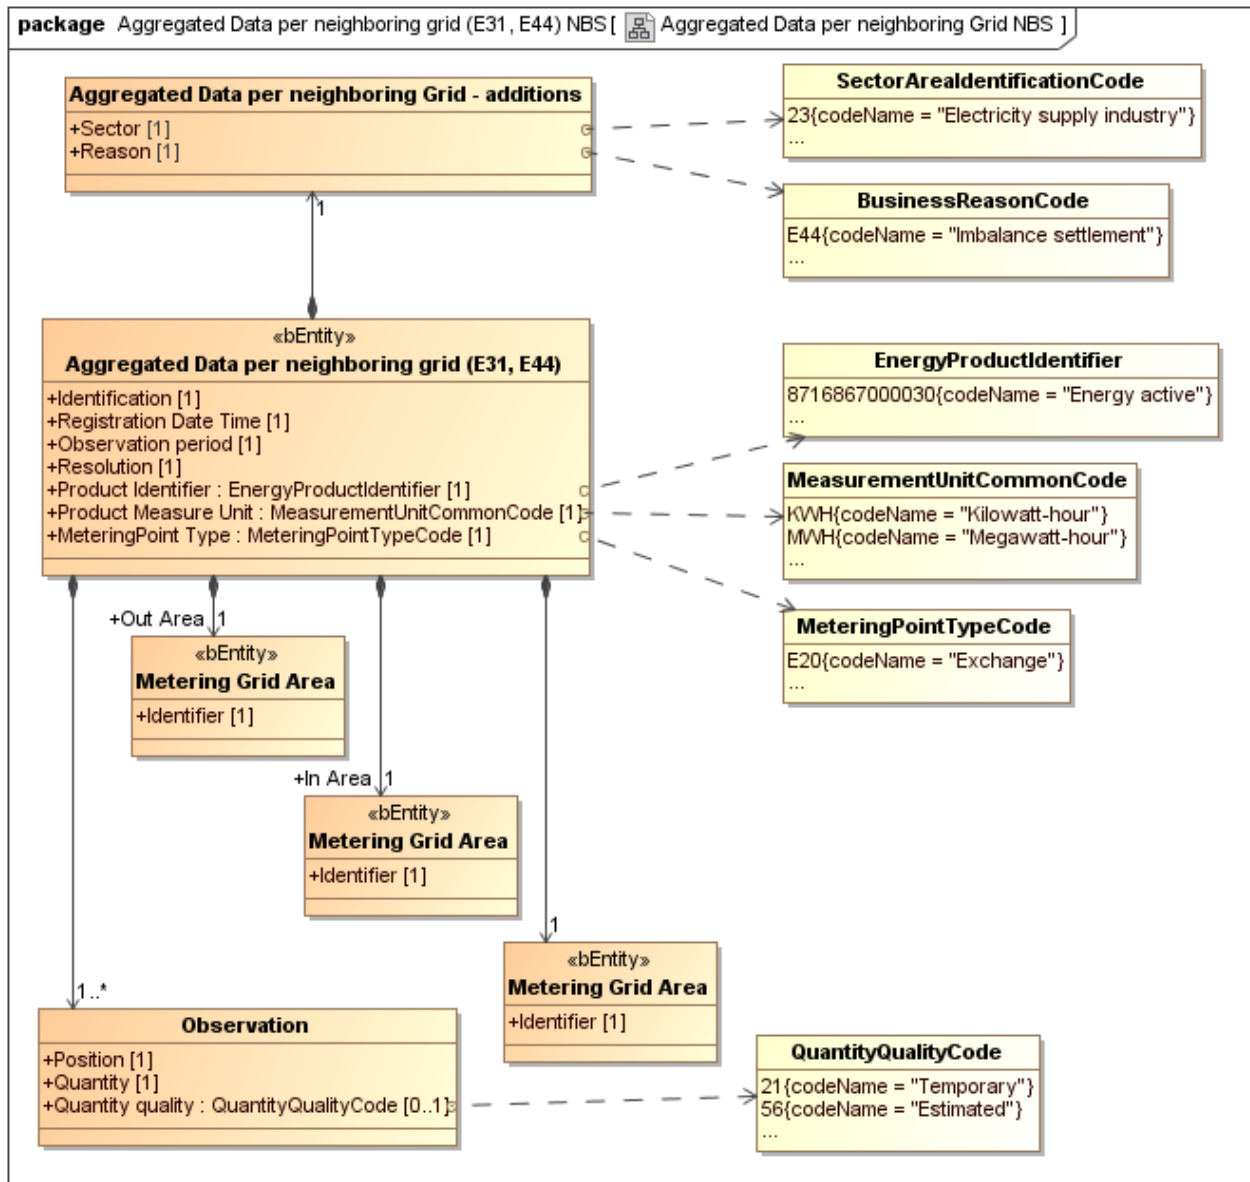 package Aggregated Data per neighboring grid (E31, E44) NBS [ Aggregated Data per neighboring Grid NBS ]
Aggregated Data per neighboring Grid - additions
+Sector [1]
+Reason [1]
SectorAreaIdentificationCode
23{codeName = "Electricity supply industry"}
...
BusinessReasonCode
E44{codeName = "Imbalance settlement"}
...
1
«bEntity»
Aggregated Data per neighboring grid (E31, E44)
+Identification [1]
+Registration Date Time [1]
+Observation period [1]
+Resolution [1]
+Product Identifier : EnergyProductIdentifier [1]
+Product Measure Unit : MeasurementUnitCommonCode [1]
+MeteringPoint Type : MeteringPointTypeCode [1]
EnergyProductIdentifier
8716867000030{codeName = "Energy active"}
...
MeasurementUnitCommonCode
KWH{codeName = "Kilowatt-hour"}
MWH{codeName = "Megawatt-hour"}
...
MeteringPointTypeCode
E20{codeName = "Exchange"}
...
+Out Area 1
«bEntity»
Metering Grid Area
+Identifier [1]
+In Area 1
«bEntity»
Metering Grid Area
+Identifier [1]
1
«bEntity»
Metering Grid Area
+Identifier [1]
1..*
Observation
+Position [1]
+Quantity [1]
+Quantity quality : QuantityQualityCode [0..1]
QuantityQualityCode
21{codeName = "Temporary"}
56{codeName = "Estimated"}
...